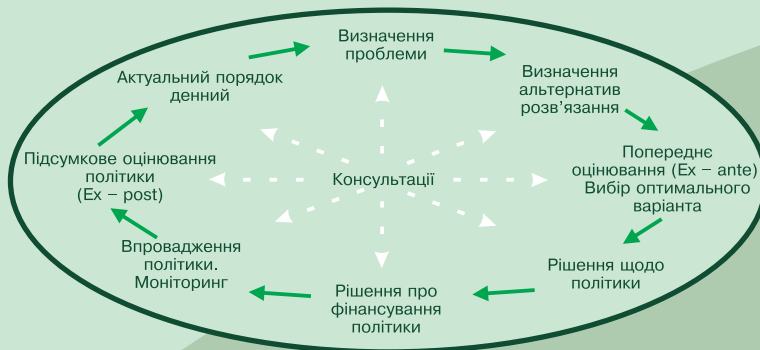 Визначення
проблеми
Визначення
альтернатив
розв’язання
Попереднє
оцінювання (Ex – ante)
Вибір оптимального
варіанта
Рішення щодо
політики
Рішення про
фінансування
політики
Впровадження
політики.
Моніторинг
Підсумкове оцінювання
політики
(Ex – post)
Актуальний порядок
денний
Консультації